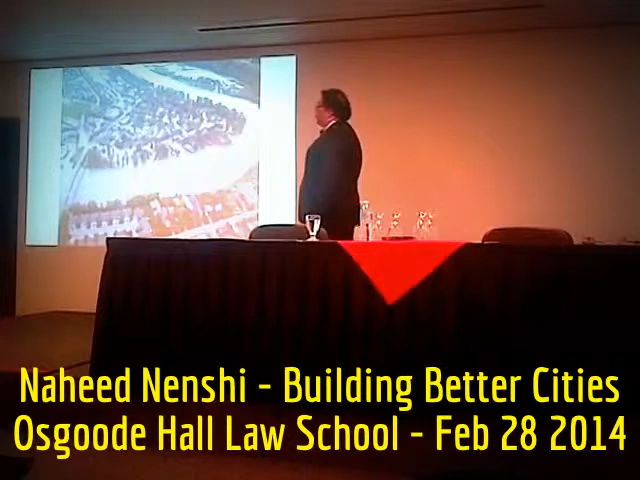 Naheed Nenshi - Building Better Cities
Osgoode Hall Law School - Feb 28 2014